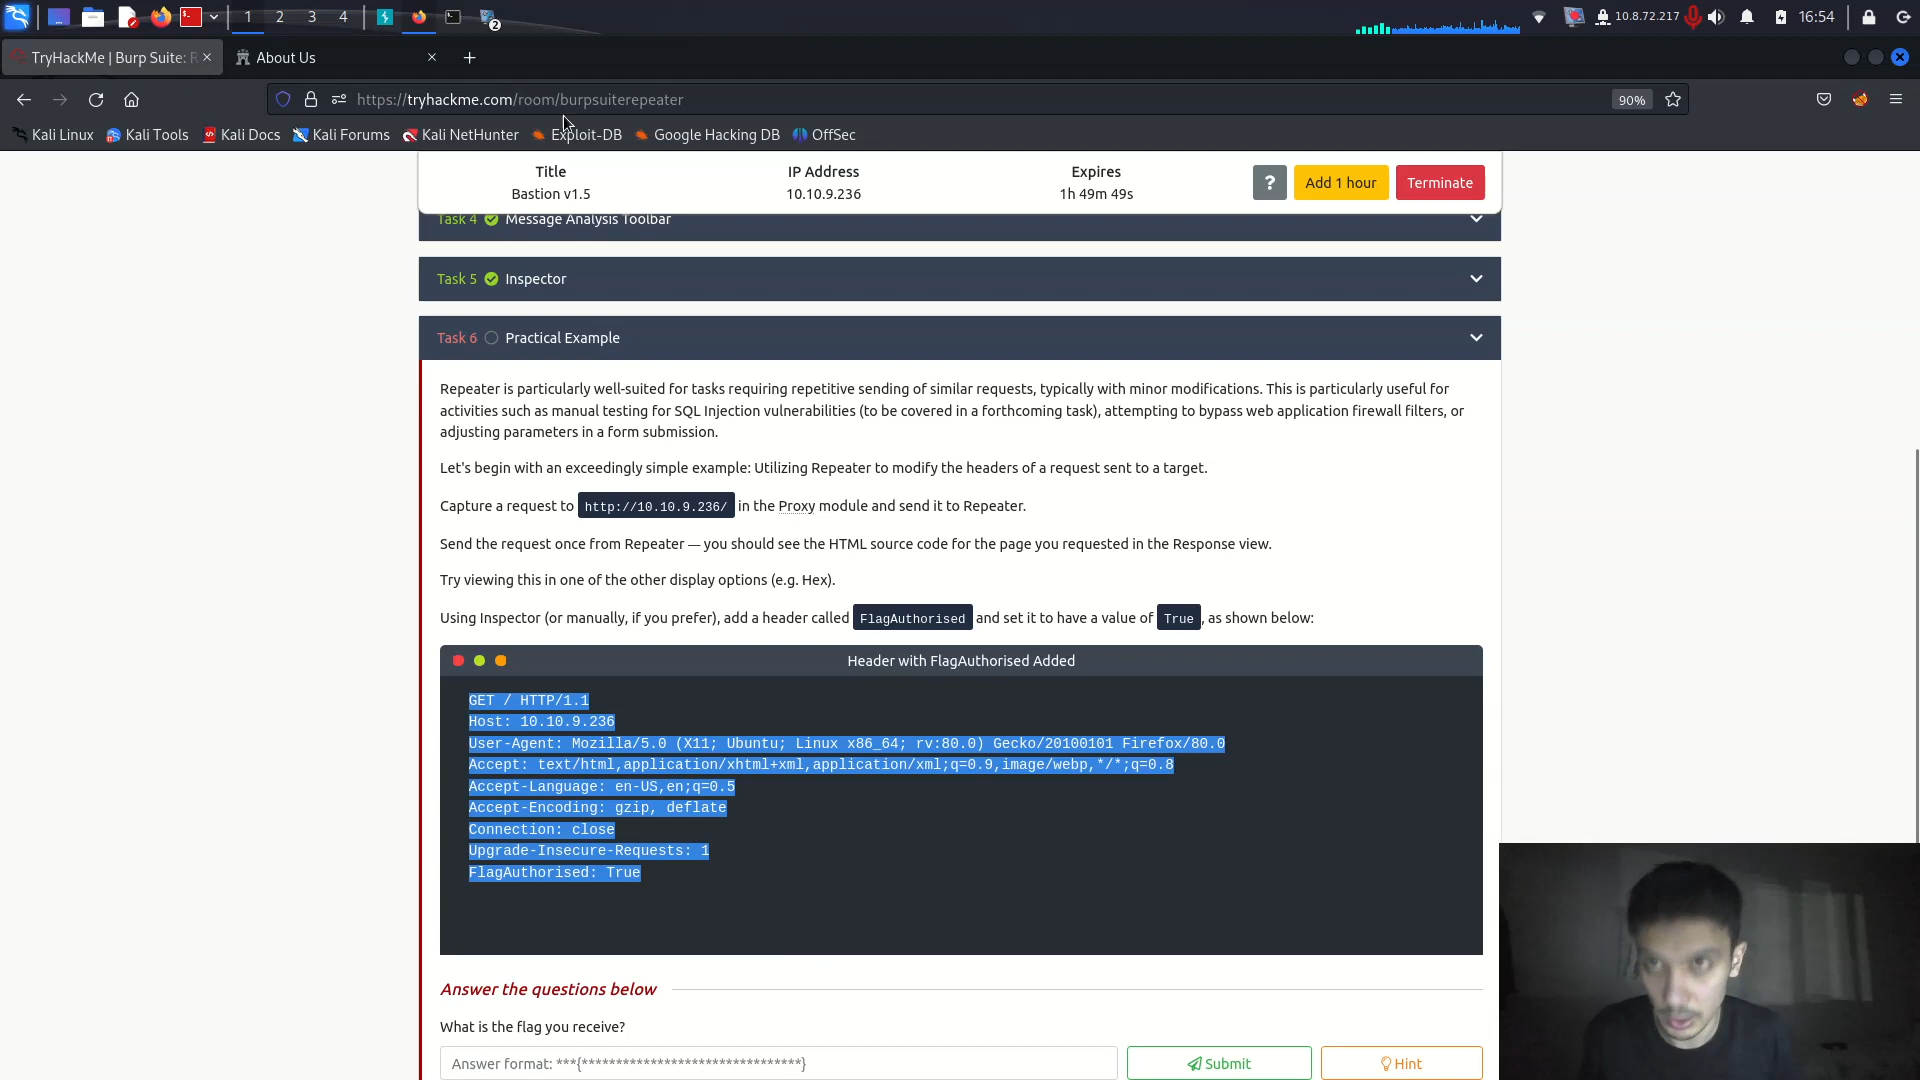 1 2 3 4
2
10.8.72.217
16:54
TryHackMe | Burp Suite: R
About Us
https://tryhackme.com/room/burpsuiterepeater
90%
Kali Linux
Kali Tools
Kali Docs
Kali Forums
Kali NetHunter
Exploit-DB
Google Hacking DB
OffSec
Title
Bastion v1.5
IP Address
10.10.9.236
Expires
1h 49m 49s
?
Add 1 hour
Terminate
Task 4 Message Analysis Toolbar
Task 5 Inspector
Task 6 Practical Example
Repeater is particularly well-suited for tasks requiring repetitive sending of similar requests, typically with minor modifications. This is particularly useful for
activities such as manual testing for SQL Injection vulnerabilities (to be covered in a forthcoming task), attempting to bypass web application firewall filters, or
adjusting parameters in a form submission.
Let's begin with an exceedingly simple example: Utilizing Repeater to modify the headers of a request sent to a target.
Capture a request to http://10.10.9.236/ in the Proxy module and send it to Repeater.
Send the request once from Repeater — you should see the HTML source code for the page you requested in the Response view.
Try viewing this in one of the other display options (e.g. Hex).
Using Inspector (or manually, if you prefer), add a header called FlagAuthorised and set it to have a value of True, as shown below:
Header with FlagAuthorised Added
GET / HTTP/1.1
Host: 10.10.9.236
User-Agent: Mozilla/5.0 (X11; Ubuntu; Linux x86_64; rv:80.0) Gecko/20100101 Firefox/80.0
Accept: text/html,application/xhtml+xml,application/xml;q=0.9,image/webp,*/*;q=0.8
Accept-Language: en-US,en;q=0.5
Accept-Encoding: gzip, deflate
Connection: close
Upgrade-Insecure-Requests: 1
FlagAuthorised: True
Answer the questions below
What is the flag you receive?
Answer format: ***{********************************}
Submit
Hint